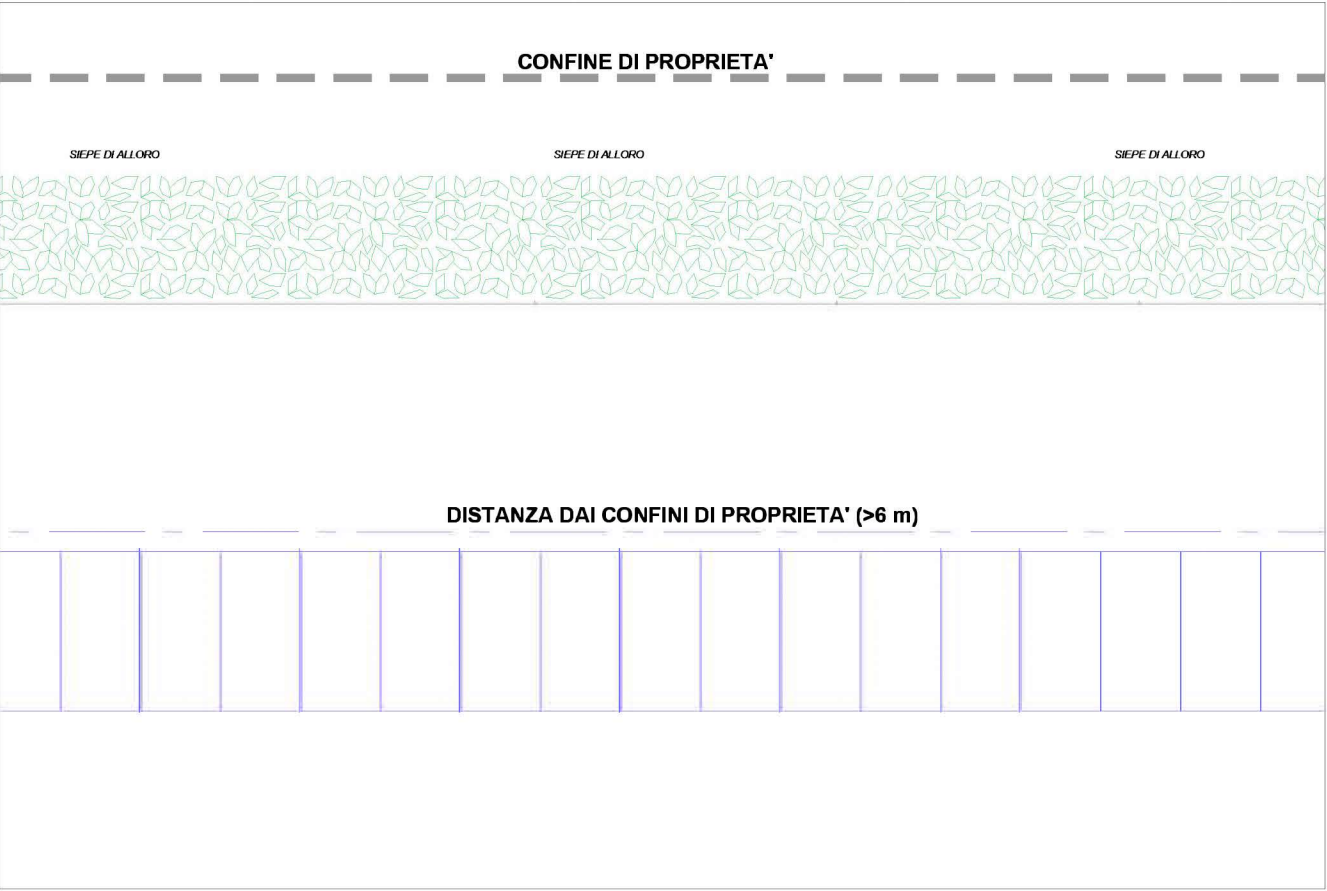 CONFINE DI PROPRIETA'
SIEPE DI ALLORO SIEPE DI ALLORO SIEPE DI ALLORO
DISTANZA DAI CONFINI DI PROPRIETA' (>6 m)